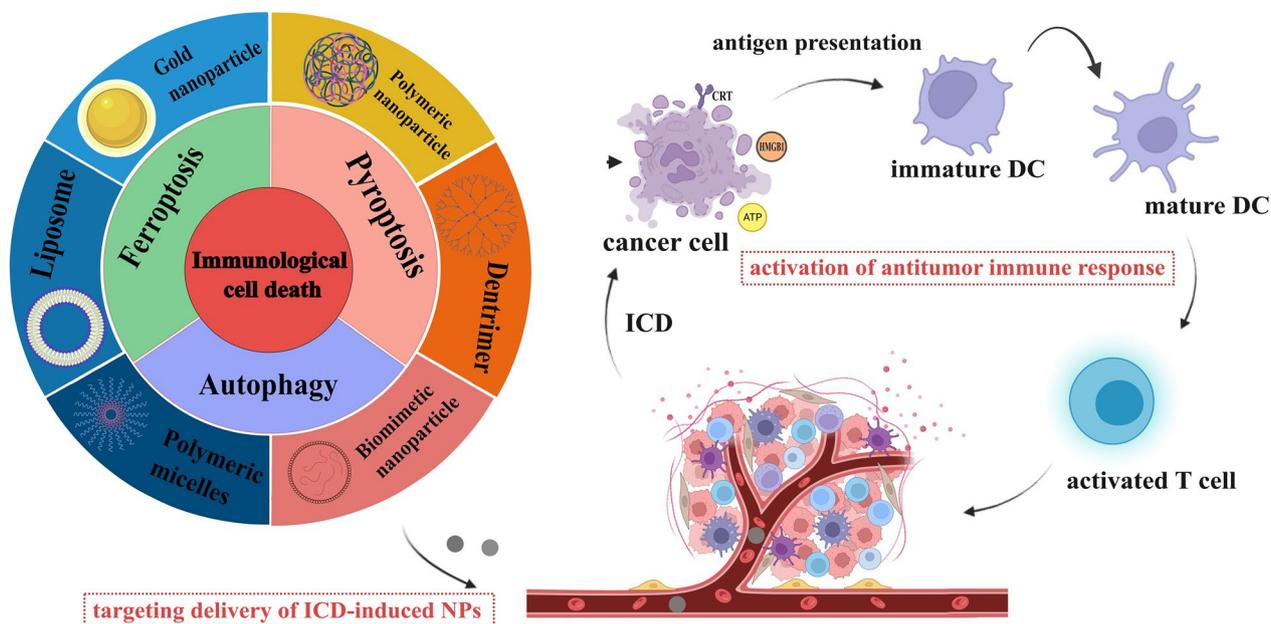 Gold
nanoparticle
Polymeric
nanoparticle
Liposome
Ferroptosis
Pyroptosis
Dentrimer
Immunological
cell death
Autophagy
Polymeric
micelles
Biomimetic
nanoparticle
targeting delivery of ICD-induced NPs
antigen presentation
CRT
HMGB1
ATP
cancer cell
immature DC
mature DC
activation of antitumor immune response
ICD
activated T cell